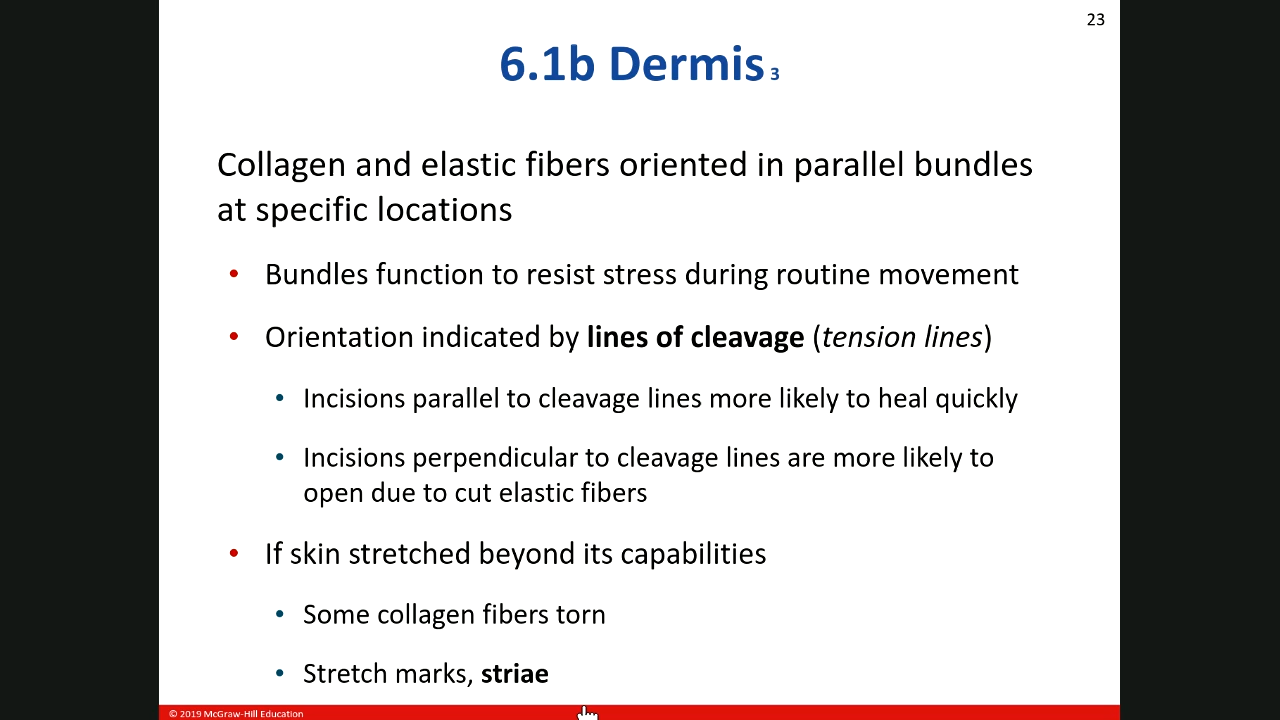 23
6.1b Dermis 3
Collagen and elastic fibers oriented in parallel bundles
at specific locations
• Bundles function to resist stress during routine movement
• Orientation indicated by lines of cleavage (tension lines)
• Incisions parallel to cleavage lines more likely to heal quickly
• Incisions perpendicular to cleavage lines are more likely to
open due to cut elastic fibers
• If skin stretched beyond its capabilities
• Some collagen fibers torn
• Stretch marks, striae
© 2019 McGraw-Hill Education